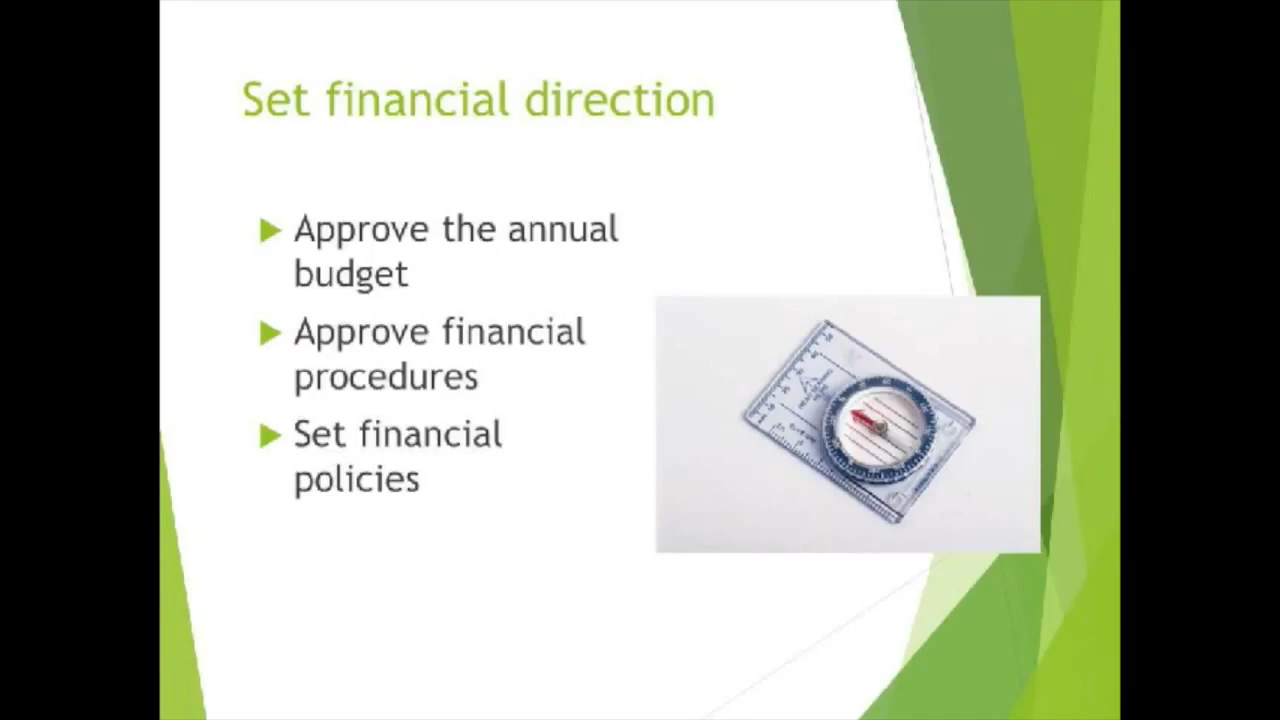 Set financial direction
Approve the annual
budget
Approve financial
procedures
Set financial
policies